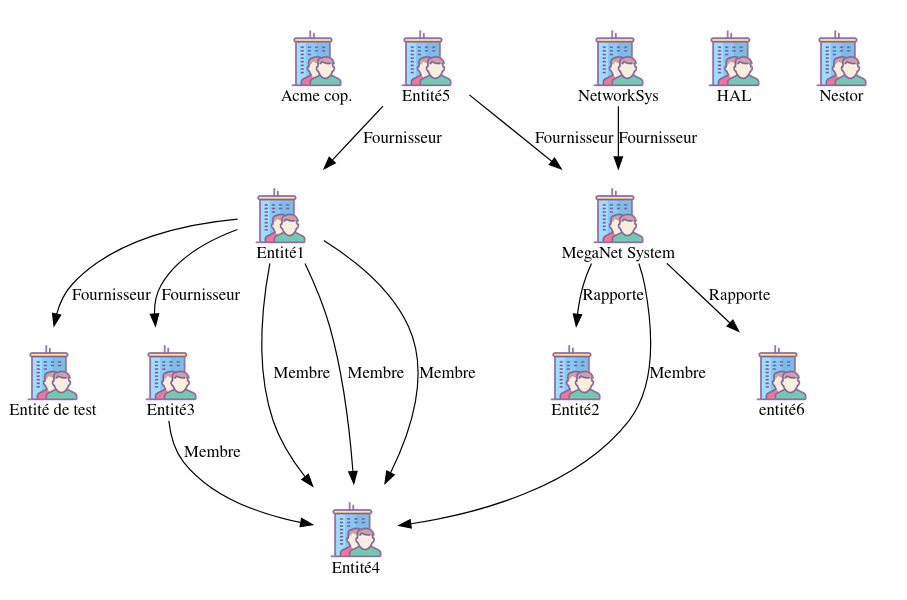 Acme cop.
Entité5
NetworkSys
HAL
Nestor
Fournisseur
Fournisseur
Fournisseur
Entité1
MegaNet System
Fournisseur
Fournisseur
Rapporte
Rapporte
Membre
Membre
Membre
Membre
Entité de test
Entité3
Entité2
entité6
Membre
Entité4